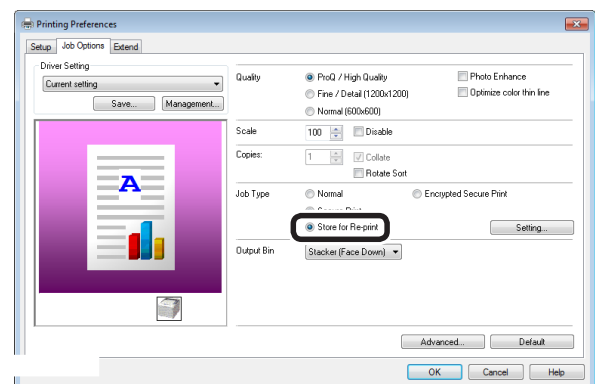 Printing Preferences
Setup Job Options Extend
Driver Setting
Current setting
Save... Management...
A
Quality ProQ / High Quality Photo Enhance
Fine / Detail (1200x1200) Optimize color thin line
Normal (600x600)
Scale 100 Disable
Copies: 1 Collate
Rotate Sort
Job Type Normal Encrypted Secure Print
Store for Re-print Setting...
Output Bin Stacker (Face Down)
Advanced... Default
OK Cancel Help